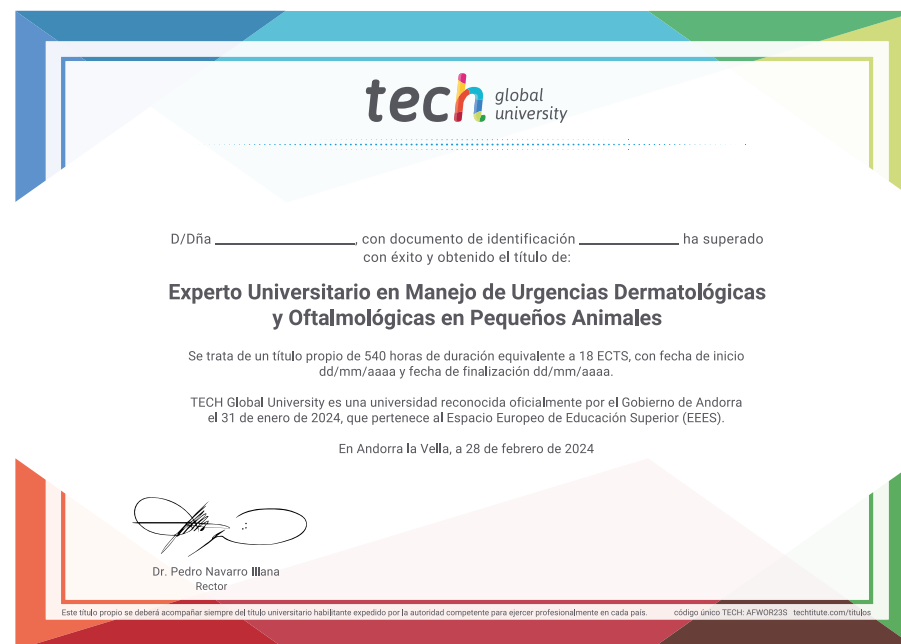 tech global university
D/Dña ____________________, con documento de identificación ______________ ha superado
con éxito y obtenido el título de:
Experto Universitario en Manejo de Urgencias Dermatológicas
y Oftalmológicas en Pequeños Animales
Se trata de un título propio de 540 horas de duración equivalente a 18 ECTS, con fecha de inicio
dd/mm/aaaa y fecha de finalización dd/mm/aaaa.
TECH Global University es una universidad reconocida oficialmente por el Gobierno de Andorra
el 31 de enero de 2024, que pertenece al Espacio Europeo de Educación Superior (EEES).
En Andorra la Vella, a 28 de febrero de 2024
Dr. Pedro Navarro Illana
Rector
Este título propio se deberá acompañar siempre del título universitario habilitante expedido por la autoridad competente para ejercer profesionalmente en cada país. código único TECH: AFWOR23S techtitute.com/titulos